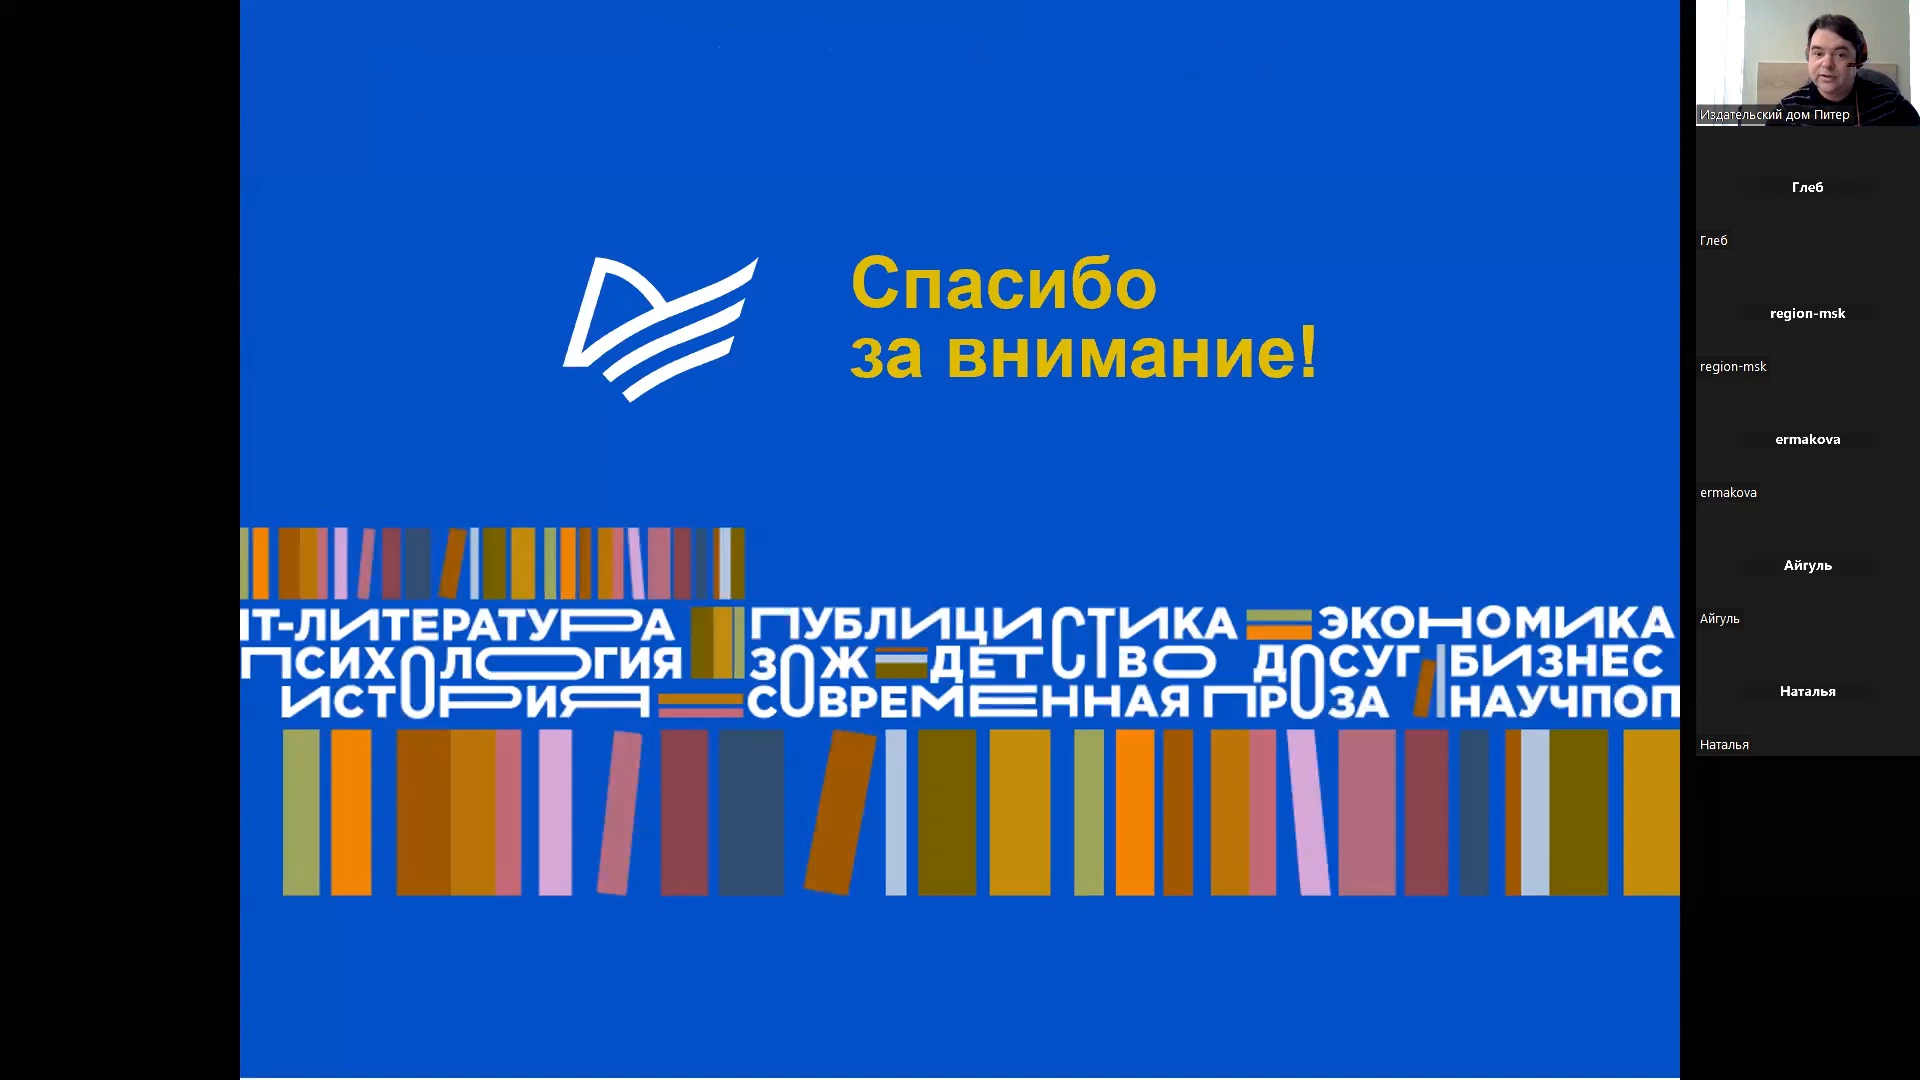 Спасибо
за внимание!
IT-ЛИТЕРАТУРА ПУБЛИЦИСТИКА ЭКОНОМИКА
ПСИХОЛОГИЯ ЗОЖ ДЕТСТВО ДОСУГ БИЗНЕС
ИСТОРИЯ СОВРЕМЕННАЯ ПРОЗА НАУЧПОП
Издательский дом Питер
Глеб
Глеб
region-msk
region-msk
ermakova
ermakova
Айгуль
Айгуль
Наталья
Наталья